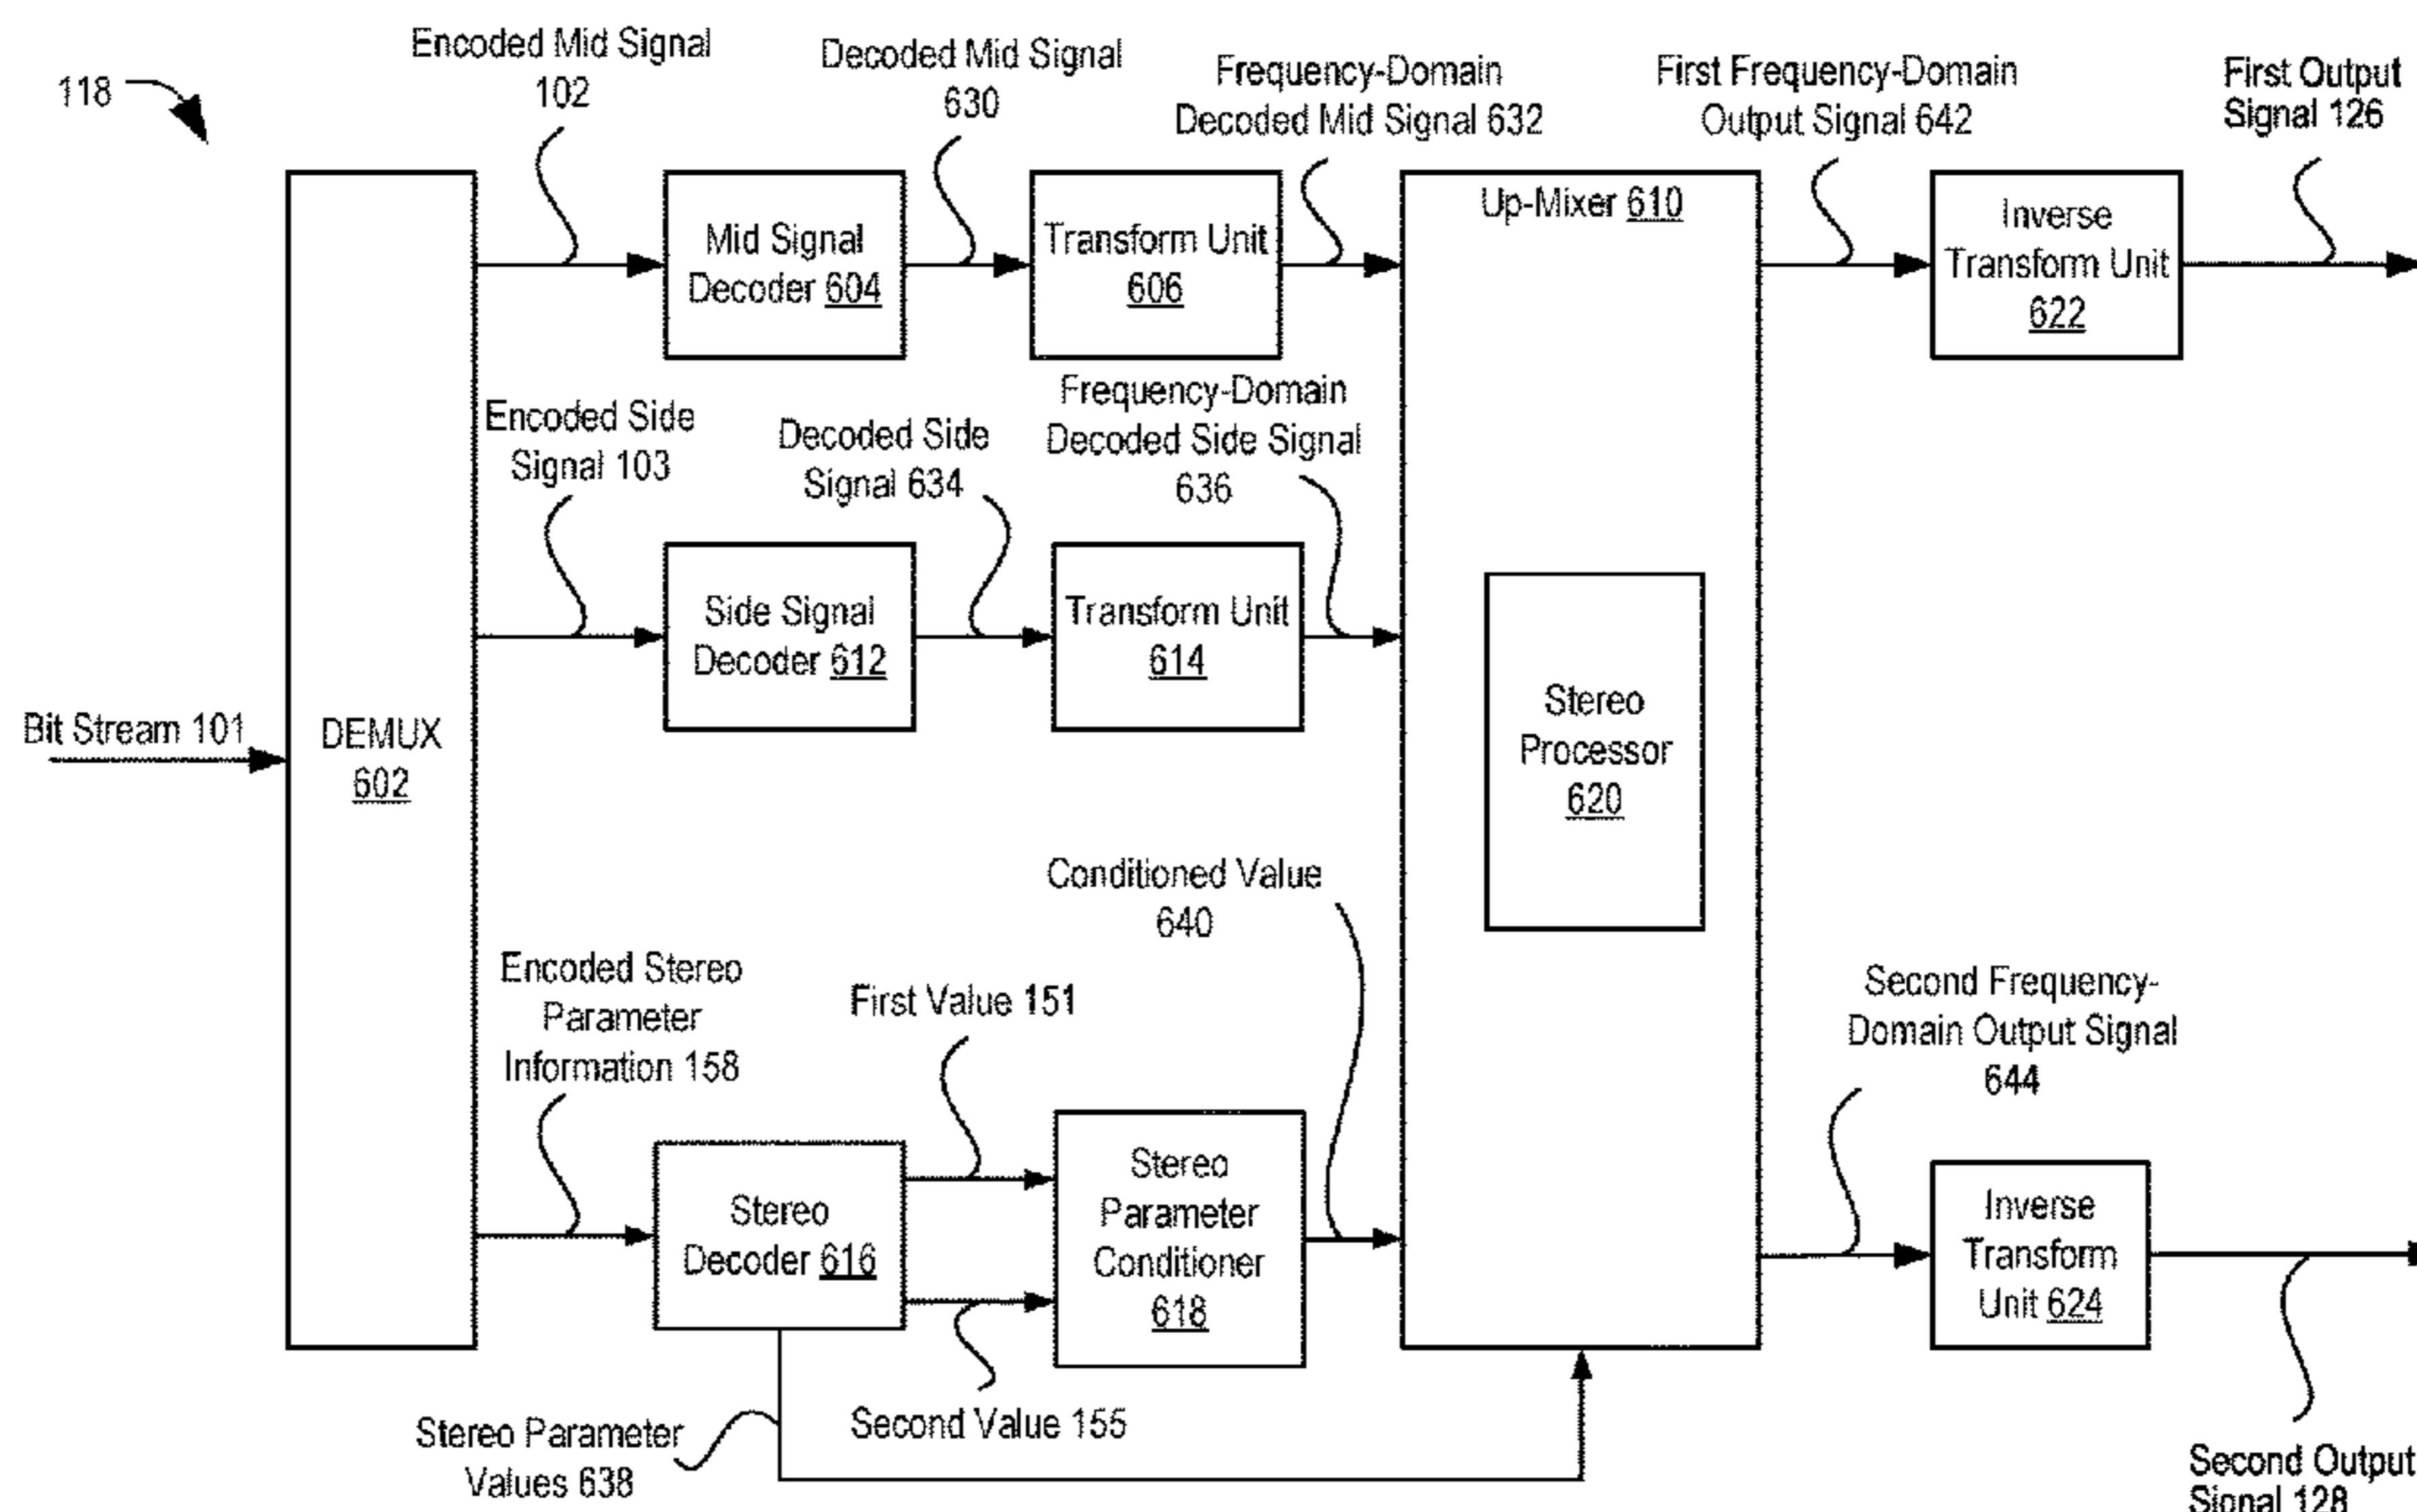 118
Encoded Mid Signal
102
Decoded Mid Signal
630
Frequency-Domain
Decoded Mid Signal 632
First Frequency-Domain
Output Signal 642
First Output
Signal 126
Mid Signal
Decoder 604
Transform Unit
606
Up-Mixer 610
Inverse
Transform Unit
622
Encoded Side
Signal 103
Decoded Side
Signal 634
Frequency-Domain
Decoded Side Signal
636
Side Signal
Decoder 612
Transform Unit
614
Bit Stream 101
DEMUX
602
Stereo
Processor
620
Conditioned Value
640
Encoded Stereo
Parameter
Information 158
First Value 151
Second Frequency-
Domain Output Signal
644
Stereo
Decoder 616
Stereo
Parameter
Conditioner
618
Inverse
Transform
Unit 624
Stereo Parameter
Values 638
Second Value 155
Second Output
Signal 128